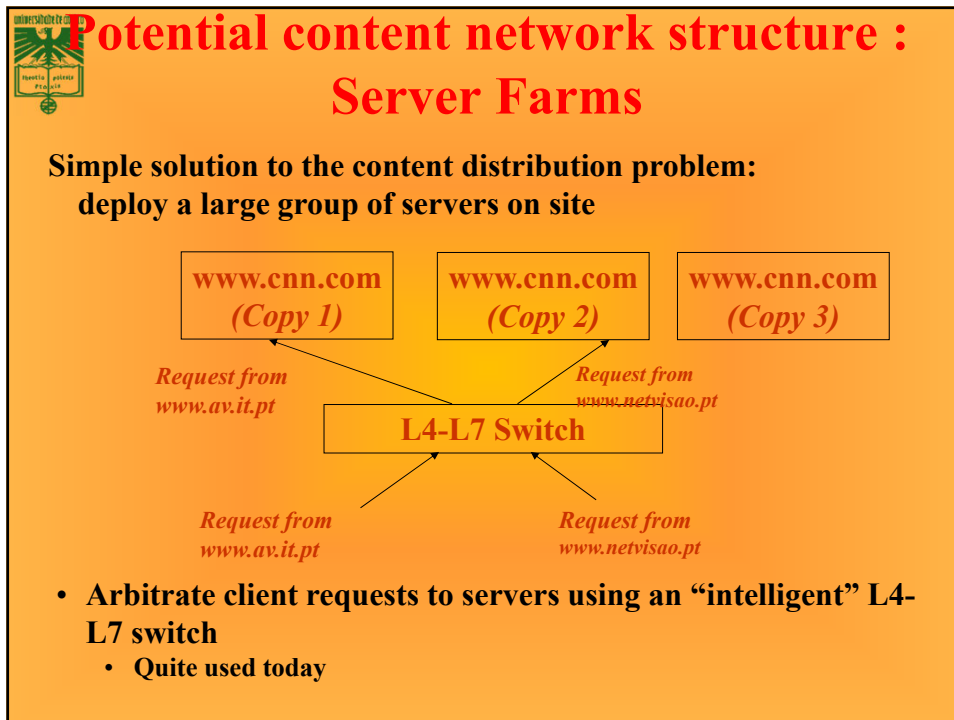 Potential content network structure :
Server Farms
Simple solution to the content distribution problem:
deploy a large group of servers on site
www.cnn.com
(Copy 1)
www.cnn.com
(Copy 2)
www.cnn.com
(Copy 3)
Request from
www.av.it.pt
Request from
www.netvisao.pt
L4-L7 Switch
Request from
www.av.it.pt
Request from
www.netvisao.pt
• Arbitrate client requests to servers using an “intelligent” L4-
L7 switch
• Quite used today